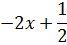 −2x + 1/2